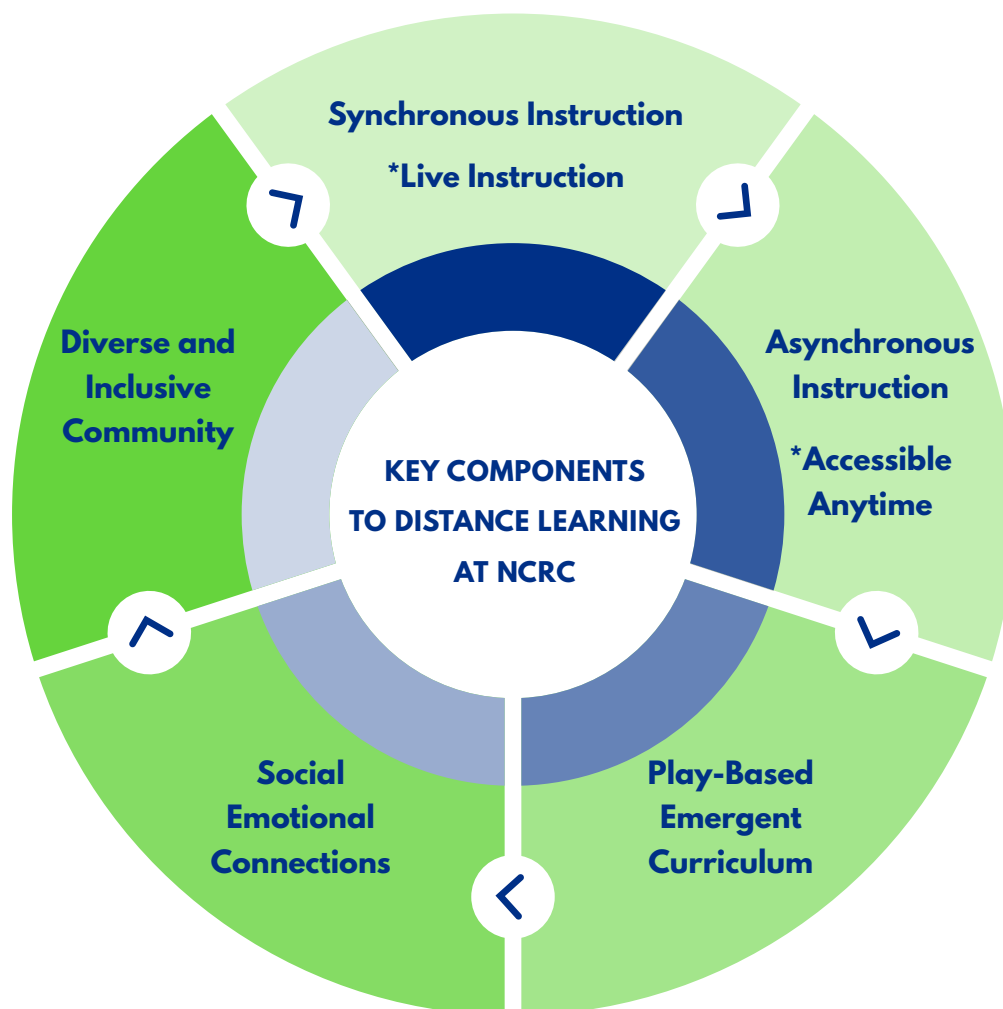 Synchronous Instruction
*Live Instruction
Asynchronous
Instruction
*Accessible
Anytime
Play-Based
Emergent
Curriculum
Social
Emotional
Connections
Diverse and
Inclusive
Community
KEY COMPONENTS
TO DISTANCE LEARNING
AT NCRC